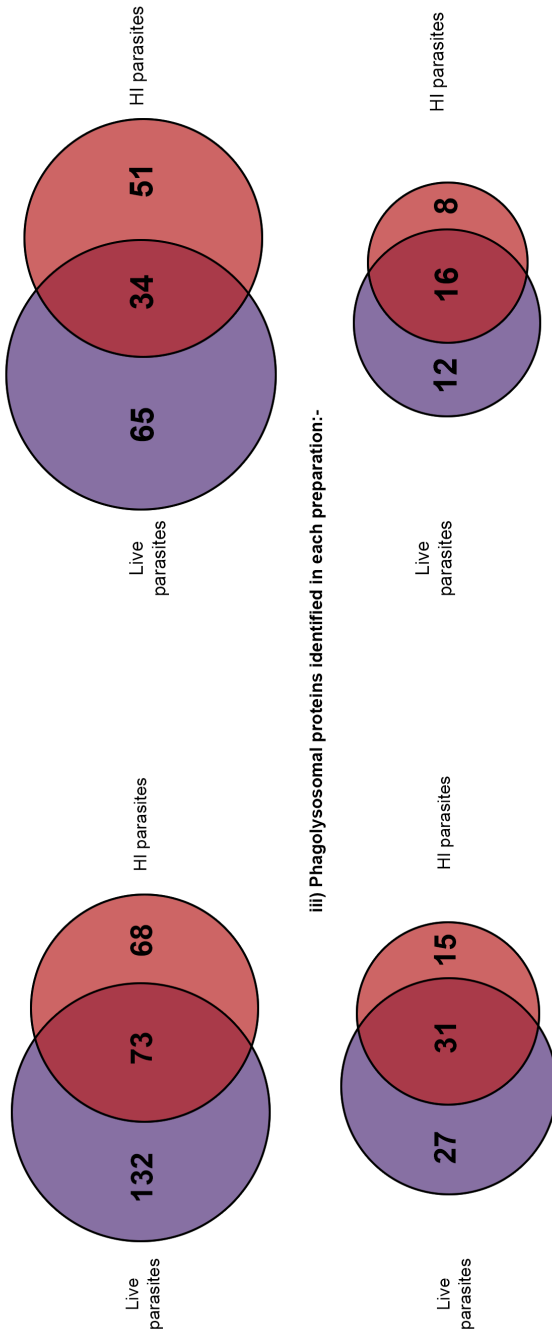 Live
parasites
132
73
68
HI parasites
Live
parasites
65
34
51
HI parasites
iii) Phagolysosomal proteins identified in each preparation:-
Live
parasites
27
31
15
HI parasites
Live
parasites
12
16
8
HI parasites